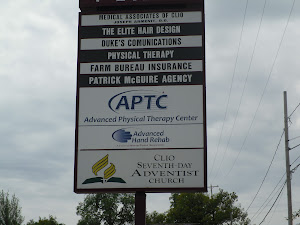 MEDICAL ASSOCIATES OF CLIO
THE ELITE HAIR DESIGN
DUKE'S COMUNICATIONS
PHYSICAL THERAPY
FARM BUREAU INSURANCE
PATRICK McGUIRE AGENCY
APTC
Advanced Physical Therapy Center
Advanced
Hand Rehab
CLIO
SEVENTH-DAY
ADVENTIST
CHURCH